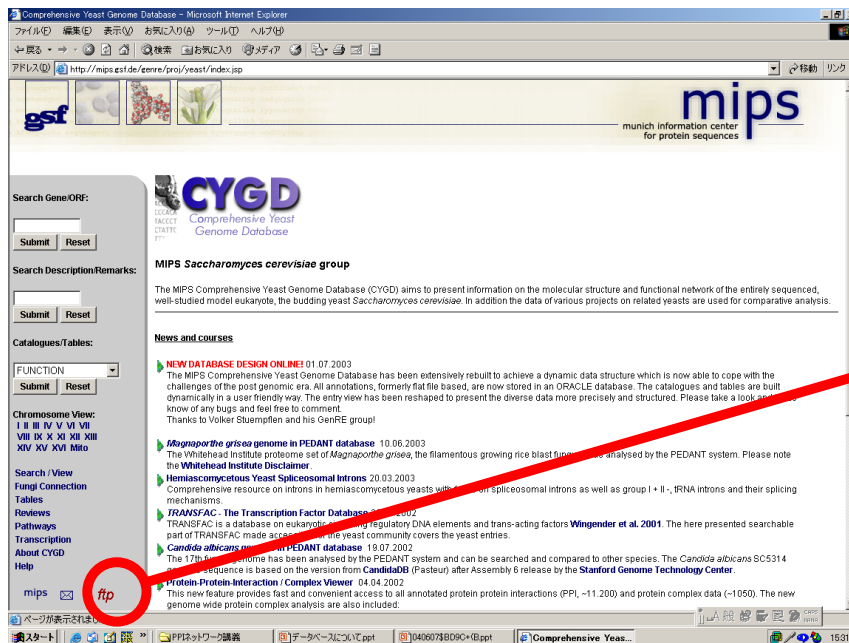 Comprehensive Yeast Genome Database - Microsoft Internet Explorer
ファイル(F) 編集(E) 表示(V) お気に入り(A) ツール(T) ヘルプ(H)
戻る 検索 お気に入り メディア
アドレス(D) http://mips.gsf.de/genre/proj/yeast/index.jsp 移動 リンク
gsf
mips
munich information center
for protein sequences
CYGD
Comprehensive Yeast
Genome Database
Search Gene/ORF:
Submit Reset
Search Description/Remarks:
Submit Reset
Catalogues/Tables:
FUNCTION
Submit Reset
Chromosome View:
I II III IV V VI VII
VIII IX X XI XII XIII
XIV XV XVI Mito
Search / View
Fungi Connection
Tables
Reviews
Pathways
Transcription
About CYGD
Help
mips ftp
MIPS Saccharomyces cerevisiae group
The MIPS Comprehensive Yeast Genome Database (CYGD) aims to present information on the molecular structure and functional network of the entirely sequenced,
well-studied model eukaryote, the budding yeast Saccharomyces cerevisiae. In addition the data of various projects on related yeasts are used for comparative analysis.
News and courses
NEW DATABASE DESIGN ONLINE! 01.07.2003
The MIPS Comprehensive Yeast Genome Database has been extensively rebuilt to achieve a dynamic data structure which is now able to cope with the
challenges of the post genomic era. All annotations, formerly flat file based, are now stored in an ORACLE database. The catalogues and tables are built
dynamically in a user friendly way. The entry view has been reshaped to present the diverse data more precisely and structured. Please take a look and
know of any bugs and feel free to comment.
Thanks to Volker Stuempflen and his GenRE group!
Magnaporthe grisea genome in PEDANT database 10.06.2003
The Whitehead Institute proteome set of Magnaporthe grisea, the filamentous growing rice blast analysed by the PEDANT system. Please note
the Whitehead Institute Disclaimer.
Hemiascomycetous Yeast Spliceosomal Introns 20.03.2003
Comprehensive resource on introns in hemiascomycetous yeasts with spliceosomal introns as well as group I + II -, tRNA introns and their splicing
mechanisms.
TRANSFAC - The Transcription Factor Database 2002
TRANSFAC is a database on eukaryotic regulatory DNA elements and trans-acting factors Wingender et al. 2001. The here presented searchable
part of TRANSFAC made the yeast community covers the yeast entries.
Candida albicans genome in PEDANT database 19.07.2002
The 17th genome has been analysed by the PEDANT system and can be searched and compared to other species. The Candida albicans SC5314
sequence is based on the version from CandidaDB (Pasteur) after Assembly 6 release by the Stanford Genome Technology Center.
Protein-Protein-Interaction / Complex Viewer 04.04.2002
This new feature provides fast and convenient access to all annotated protein protein interactions (PPI, ~11.200) and protein complex data (~1050). The new
genome wide protein complex analysis are also included:
ページが表示されました
A 般
スタート PPIネットワーク講義 データベースについて.ppt 040607$B8D9C+(B.ppt Comprehensive Yeas... 15:31